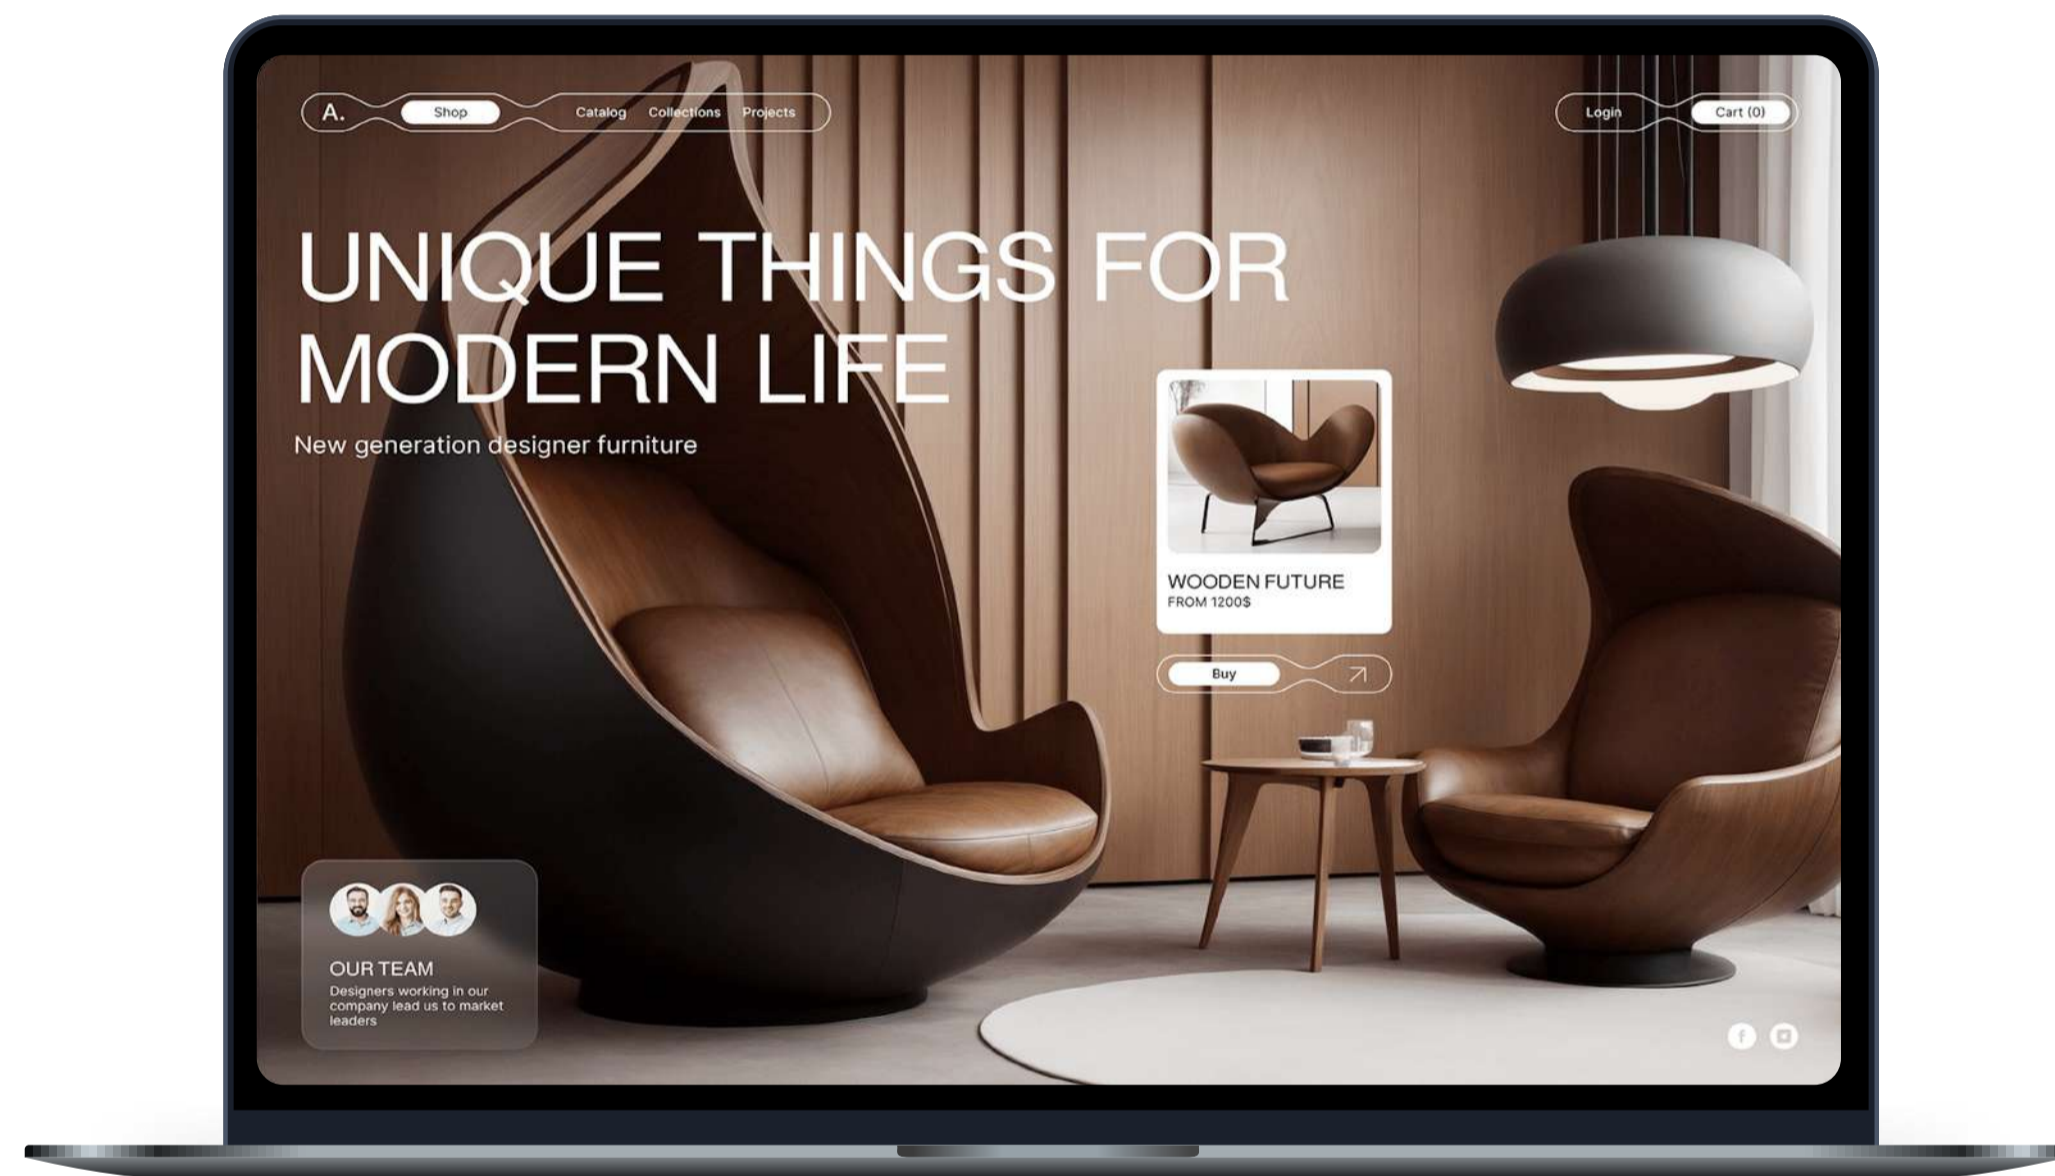 A.
Shop
Catalog Collections Projects
Login
Cart (0)
UNIQUE THINGS FOR
MODERN LIFE
New generation designer furniture
WOODEN FUTURE
FROM 1200$
Buy
OUR TEAM
Designers working in our
company lead us to market
leaders